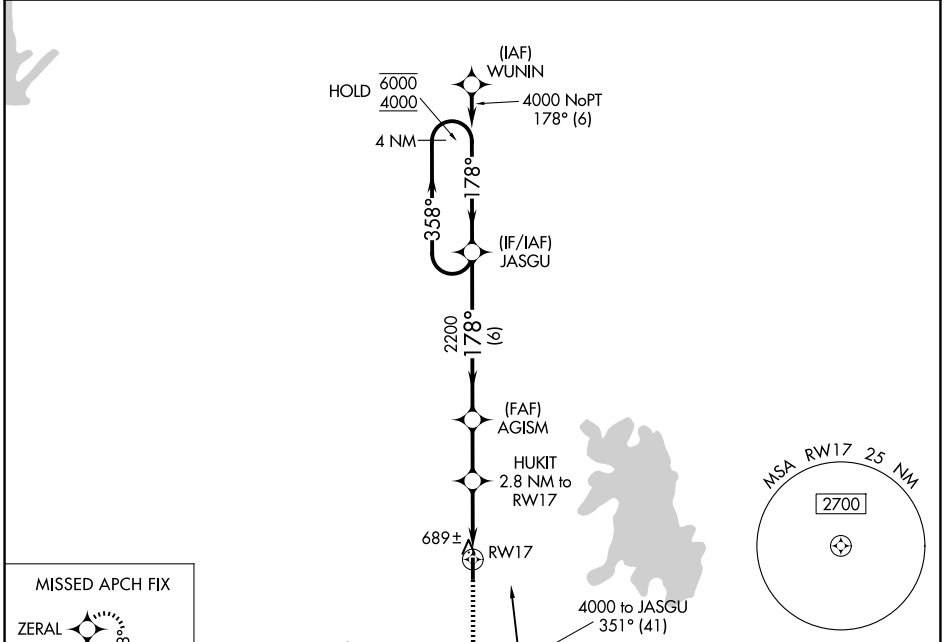 (IAF)
WUNIN
HOLD 6000
4000
4000 NoPT
178° (6)
4 NM
178°
358°
(IF/IAF)
JASGU
2200
178°
(6)
(FAF)
AGISM
HUKIT
2.8 NM to
RW17
MSA RW17 25 NM
2700
689±
RW17
MISSED APCH FIX
4000 to JASGU
351° (41)
ZERAL